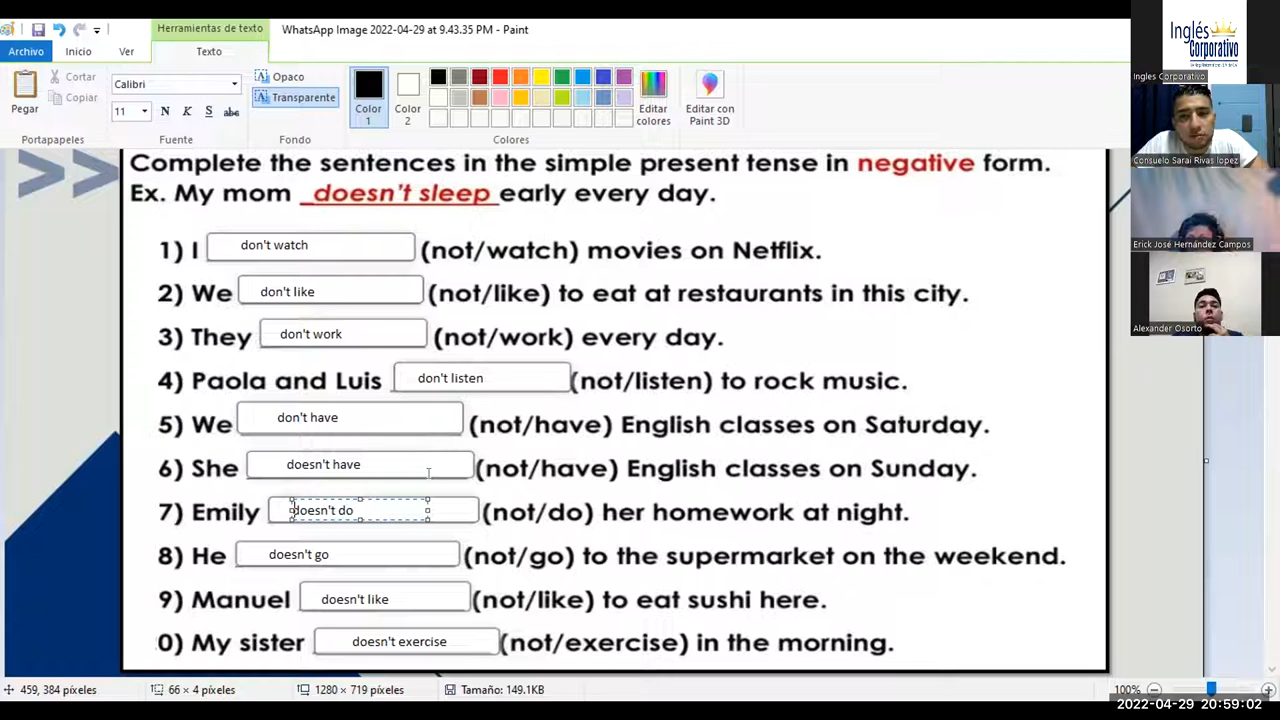 Herramientas de texto
WhatsApp Image 2022-04-29 at 9.43.35 PM - Paint
Archivo Inicio Ver Texto
Pegar
Cortar
Copiar
Portapapeles
Calibri
11 N K S abc
Fuente
Opaco
Transparente
Fondo
Color 1
Color 2
Editar colores
Editar con Paint 3D
Colores
Complete the sentences in the simple present tense in negative form.
Ex. My mom _doesn't sleep_ early every day.
1) I don't watch (not/watch) movies on Netflix.
2) We don't like (not/like) to eat at restaurants in this city.
3) They don't work (not/work) every day.
4) Paola and Luis don't listen (not/listen) to rock music.
5) We don't have (not/have) English classes on Saturday.
6) She doesn't have (not/have) English classes on Sunday.
7) Emily doesn't do (not/do) her homework at night.
8) He doesn't go (not/go) to the supermarket on the weekend.
9) Manuel doesn't like (not/like) to eat sushi here.
0) My sister doesn't exercise (not/exercise) in the morning.
459, 384 píxeles 66 × 4 píxeles 1280 × 719 píxeles Tamaño: 149.1KB 100%
2022-04-29 20:59:02
Inglés
Corporativo
Ingles Corporativo
Consuelo Sarai Rivas lopez
Erick José Hernández Campos
Alexander Osorto